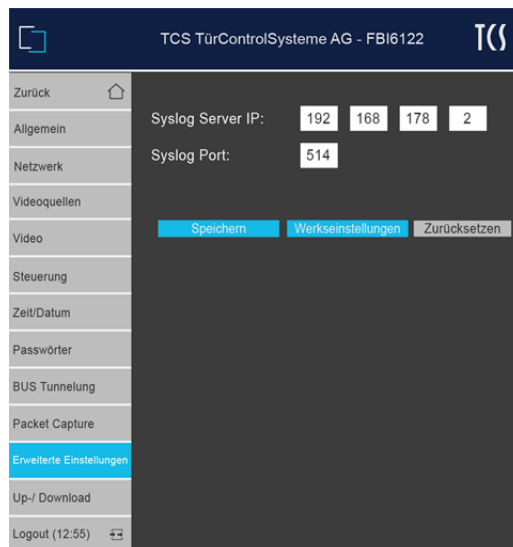 TCS TürControlSysteme AG - FBI6122
TCS
Zurück
Allgemein
Netzwerk
Videoquellen
Video
Steuerung
Zeit/Datum
Passwörter
BUS Tunnelung
Packet Capture
Erweiterte Einstellungen
Up-/ Download
Logout (12:55)
Syslog Server IP: 192 168 178 2
Syslog Port: 514
Speichern Werkseinstellungen Zurücksetzen